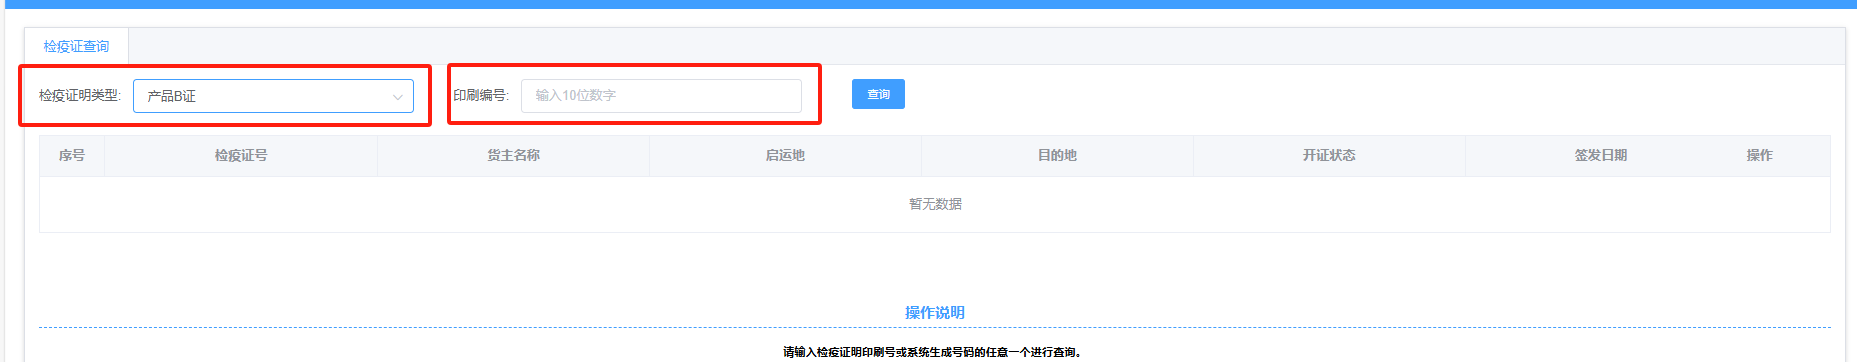 检疫证查询
检疫证明类型: 产品B证 印刷编号: 输入10位数字 查询
序号 检疫证号 货主名称 启运地 目的地 开证状态 签发日期 操作
暂无数据
操作说明
请输入检疫证明印刷号或系统生成号码的任意一个进行查询。